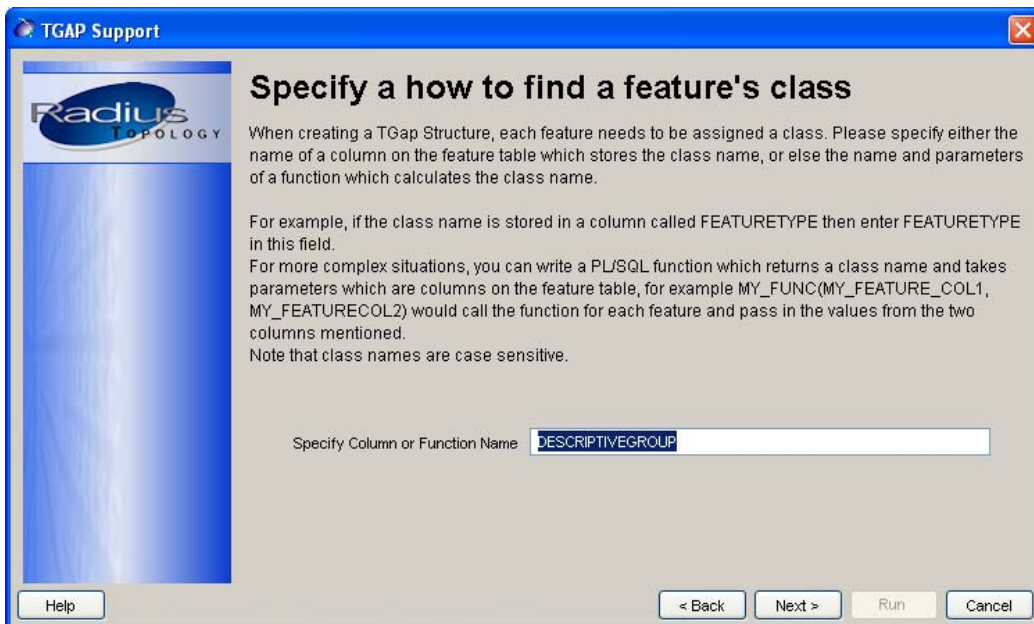 TGAP Support
Radius
TOPOLOGY
Specify a how to find a feature's class
When creating a TGap Structure, each feature needs to be assigned a class. Please specify either the
name of a column on the feature table which stores the class name, or else the name and parameters
of a function which calculates the class name.
For example, if the class name is stored in a column called FEATURETYPE then enter FEATURETYPE
in this field.
For more complex situations, you can write a PL/SQL function which returns a class name and takes
parameters which are columns on the feature table, for example MY_FUNC(MY_FEATURE_COL1,
MY_FEATURECOL2) would call the function for each feature and pass in the values from the two
columns mentioned.
Note that class names are case sensitive.
Specify Column or Function Name DESCRIPTIVEGROUP
Help < Back Next > Run Cancel